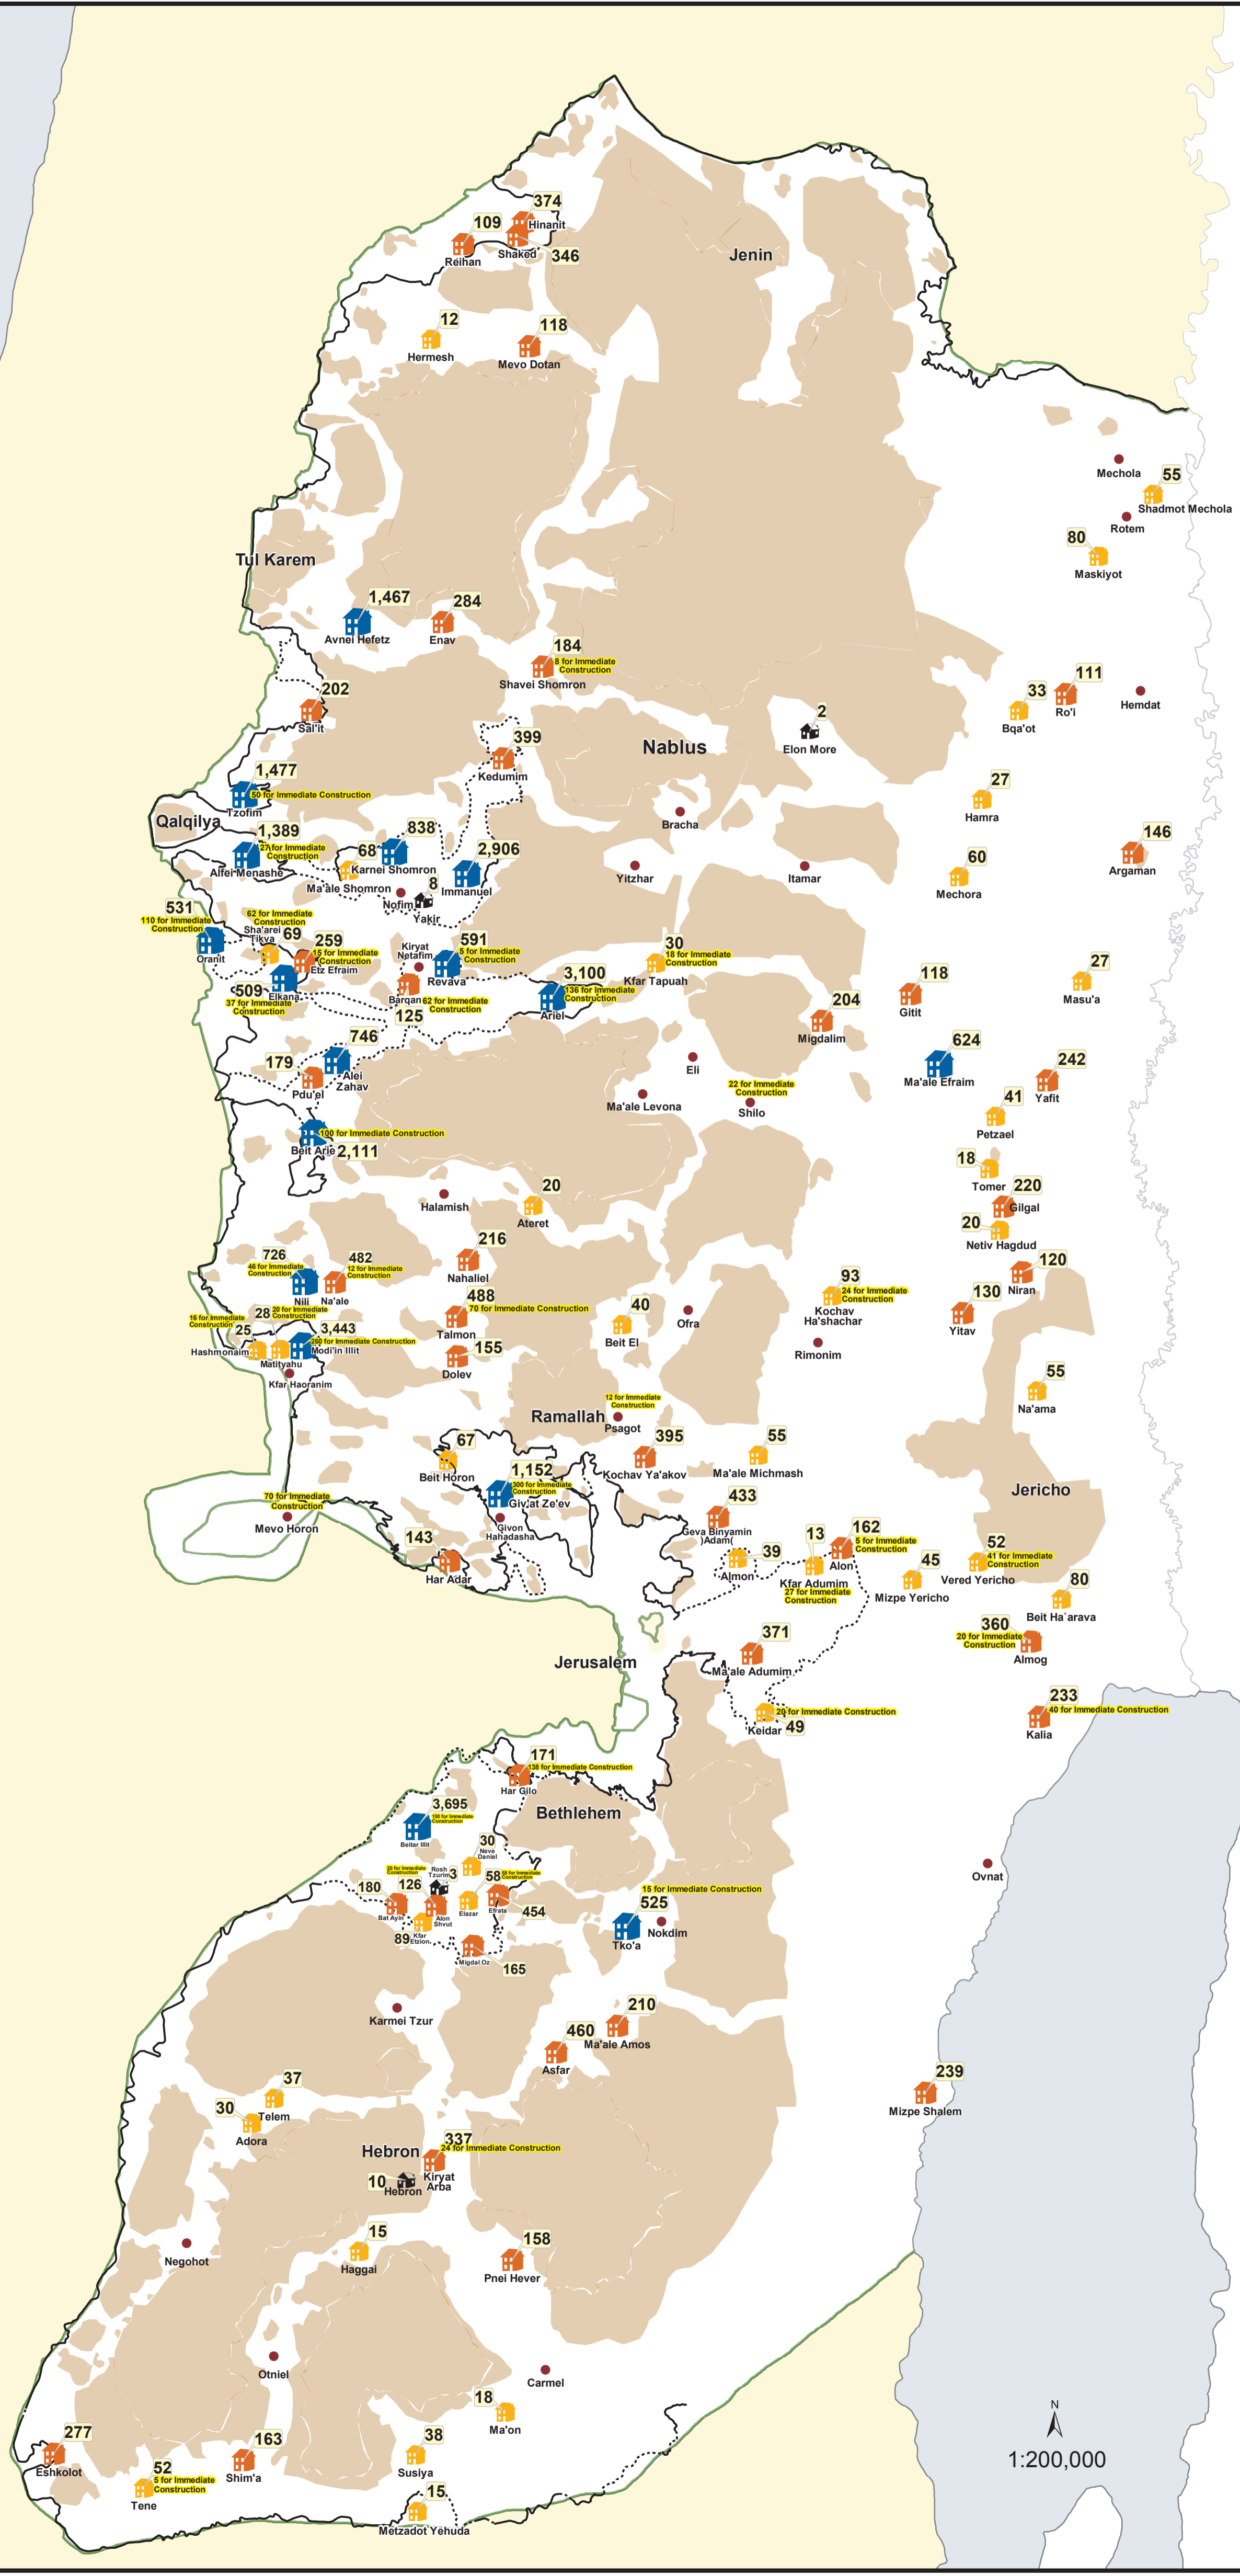 374
Hinanit
109
Reihan
Shaked
346
Jenin
12
Hermesh
118
Mevo Dotan
Mechola
55
Shadmot Mechola
Rotem
80
Maskiyot
Tul Karem
1,467
Avnei Hefetz
284
Enav
184
8 for Immediate
Construction
Shavei Shomron
202
Sal'it
33
Bqa'ot
111
Ro'i
Hemdat
2
Elon More
399
Kedumim
Nablus
1,477
50 for Immediate Construction
Tzofim
27
Hamra
Qalqilya
Bracha
1,389
27 for Immediate
Construction
Alfei Menashe
68
Ma'ale Shomron
838
Karnei Shomron
2,906
Immanuel
146
Argaman
Yitzhar
Itamar
60
Mechora
Nofim
8
Yakir
531
110 for Immediate
Construction
Oranit
62 for Immediate
Construction
Sha'arei
Tikva
69
259
15 for Immediate
Construction
Etz Efraim
Kiryat
Netafim
591
5 for Immediate
Construction
Revava
30
18 for Immediate
Construction
Kfar Tapuah
509
37 for Immediate
Construction
Elkana
Barqan
62 for Immediate
Construction
125
3,100
136 for Immediate
Construction
Ariel
118
Gitit
27
Masu'a
204
Migdalim
746
Alei
Zahav
179
Pdu'el
Eli
624
Ma'ale Efraim
242
Yafit
22 for Immediate
Construction
Shilo
Ma'ale Levona
41
Petzael
100 for Immediate Construction
Beit Arie
2,111
18
Tomer
Halamish
20
Ateret
220
Gilgal
20
Netiv Hagdud
726
46 for Immediate
Construction
Nili
482
12 for Immediate
Construction
Na'ale
216
Nahaliel
120
Niran
93
24 for Immediate
Construction
Kochav
Ha'shachar
130
Yitav
488
70 for Immediate Construction
Talmon
40
Beit El
Ofra
16 for Immediate
Construction
25
Hashmonaim
28
20 for Immediate
Construction
Matityahu
3,443
260 for Immediate Construction
Modi'in Illit
155
Dolev
Rimonim
Kfar Haoranim
55
Na'ama
Ramallah
12 for Immediate
Construction
Psagot
67
Beit Horon
395
Kochav Ya'akov
55
Ma'ale Michmash
1,152
300 for Immediate
Construction
Giv'at Ze'ev
Jericho
70 for Immediate
Construction
Mevo Horon
Givon
Hahadasha
433
Geva Binyamin
)Adam(
143
Har Adar
39
Almon
13
Kfar Adumim
27 for Immediate
Construction
162
5 for Immediate
Construction
Alon
45
Mizpe Yericho
52
41 for Immediate
Construction
Vered Yericho
80
Beit Ha`arava
360
20 for Immediate
Construction
Almog
371
Ma'ale Adumim
Jerusalem
233
40 for Immediate Construction
Kalia
20 for Immediate Construction
Keidar
49
171
138 for Immediate Construction
Har Gilo
Bethlehem
3,695
Construction
Beitar Illit
30
Neve
Daniel
Ovnat
Construction
Rosh
Tzurim
3
58
Construction
126
180
Bat Ayin
Alon
Shvut
Elazar
Efrata
454
89
Kfar
Etzion
Migdal Oz
165
15 for Immediate Construction
525
Tko'a
Nokdim
Karmei Tzur
210
Ma'ale Amos
460
Asfar
239
Mizpe Shalem
37
Telem
30
Adora
Hebron
337
24 for Immediate Construction
Kiryat
Arba
10
Hebron
Negohot
15
Haggai
158
Pnei Hever
Otniel
Carmel
18
Ma'on
277
Eshkolot
52
5 for Immediate
Construction
Tene
163
Shim'a
38
Susiya
15
Metzadot Yehuda
N
1:200,000